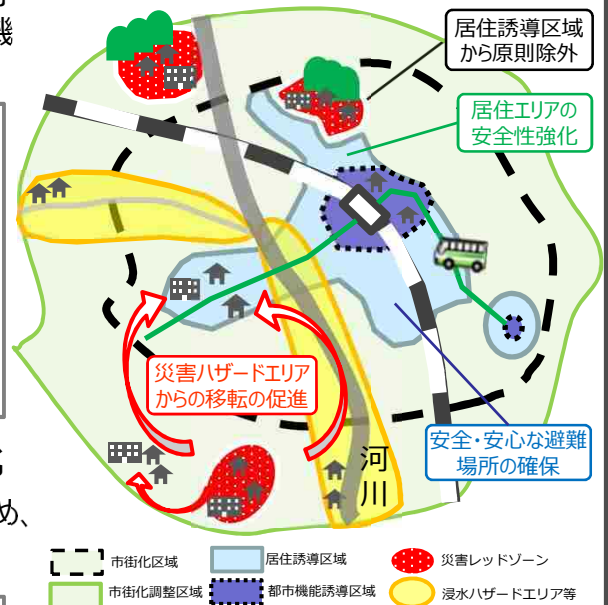 機
居住誘導区域
から原則除外
居住エリアの
安全性強化
災害ハザードエリア
からの移転の促進
安全・安心な避難
場所の確保
河
川
め、
市街化区域
居住誘導区域
災害レッドゾーン
市街化調整区域
都市機能誘導区域
浸水ハザードエリア等